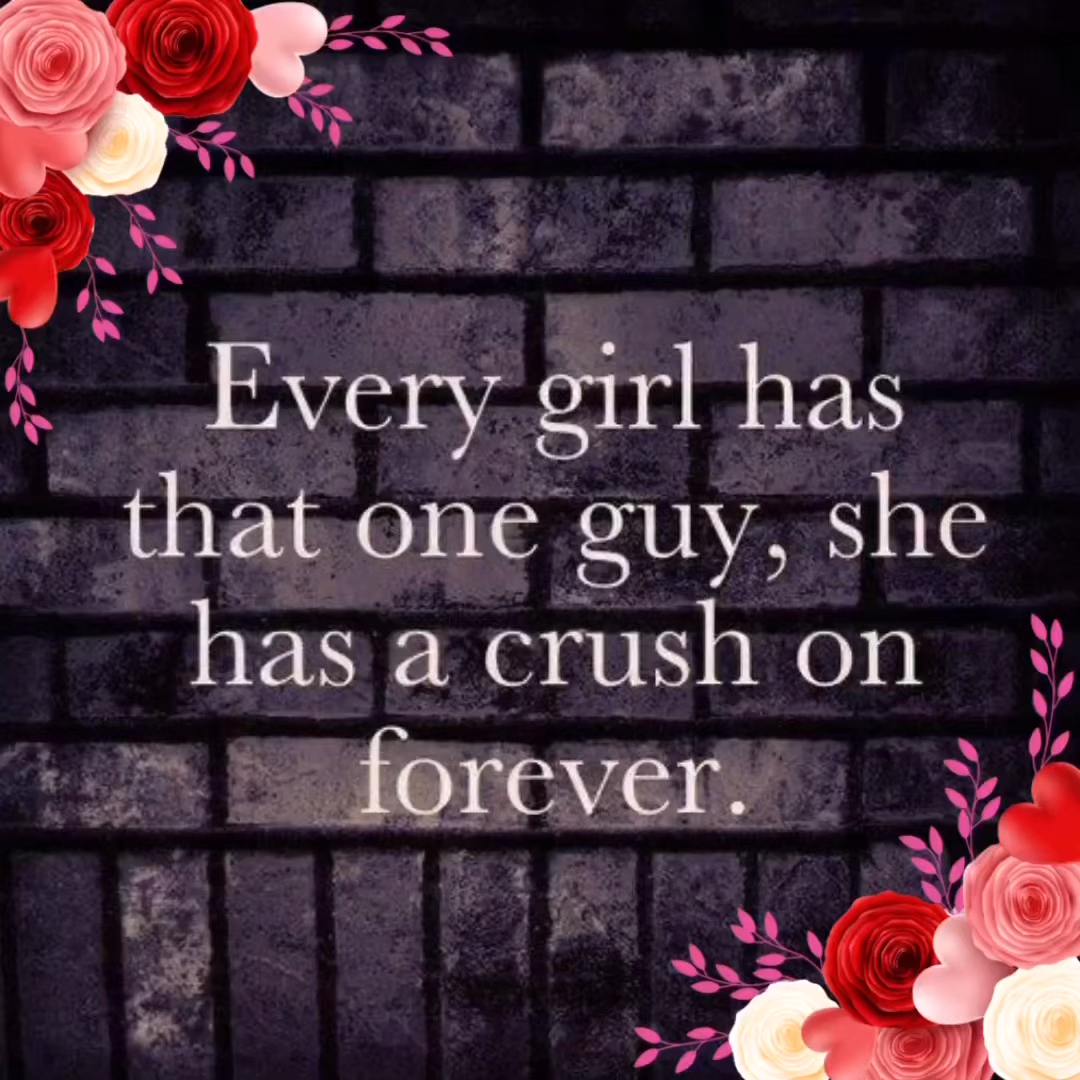 Every girl has
that one guy, she
has a crush on
forever.